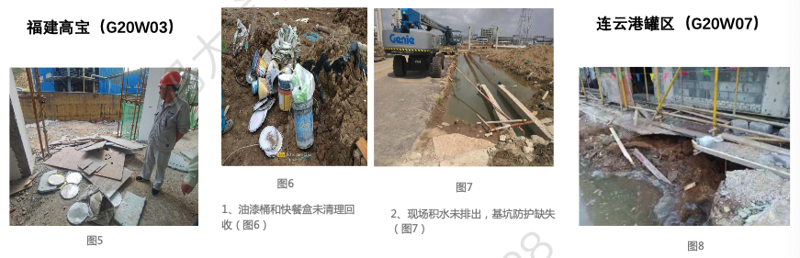 福建高宝（G20W03）
图5
图6
1、油漆桶和快餐盒未清理回
收（图6）
Genie
图7
2、现场积水未排出，基坑防护缺失
（图7）
连云港罐区（G20W07）
图8